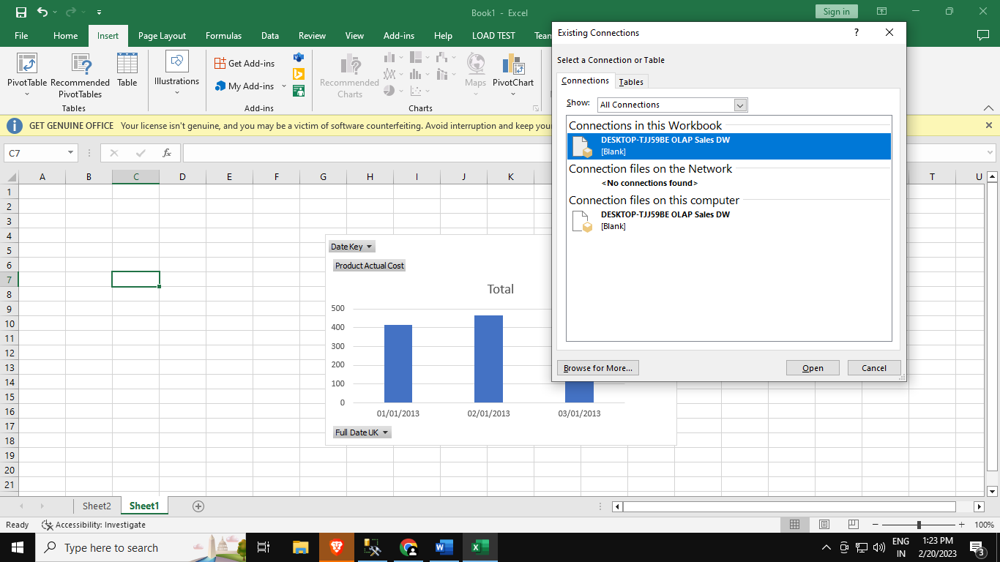 Book1 - Excel
Sign in
File Home Insert Page Layout Formulas Data Review View Add-ins Help LOAD TEST Team
PivotTable
Recommended PivotTables
Table
Tables
Illustrations
Get Add-ins
My Add-ins
Add-ins
Recommended Charts
Maps
PivotChart
Charts
GET GENUINE OFFICE Your license isn't genuine, and you may be a victim of software counterfeiting. Avoid interruption and keep your
C7
fx
A B C D E F G H I J K T U
1
2
3
4
5
6
7
8
9
10
11
12
13
14
15
16
17
18
19
20
21
DateKey
Product Actual Cost
Total
500
400
300
200
100
0
01/01/2013 02/01/2013 03/01/2013
Full Date UK
Existing Connections
?
Select a Connection or Table
Connections Tables
Show: All Connections
Connections in this Workbook
DESKTOP-TJJ59BE OLAP Sales DW
[Blank]
Connection files on the Network
<No connections found>
Connection files on this computer
DESKTOP-TJJ59BE OLAP Sales DW
[Blank]
Browse for More... Open Cancel
Sheet2 Sheet1
Ready Accessibility: Investigate
100%
Type here to search
ENG
IN
1:23 PM
2/20/2023
3